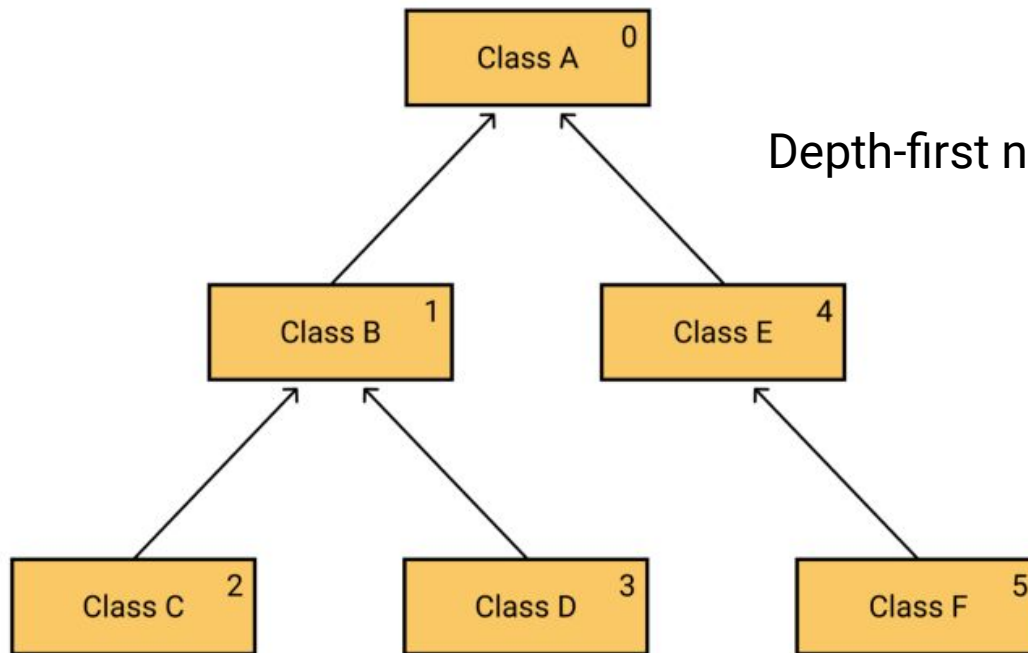 Class A 0
Depth-first n
Class B 1
Class E 4
Class C 2
Class D 3
Class F 5